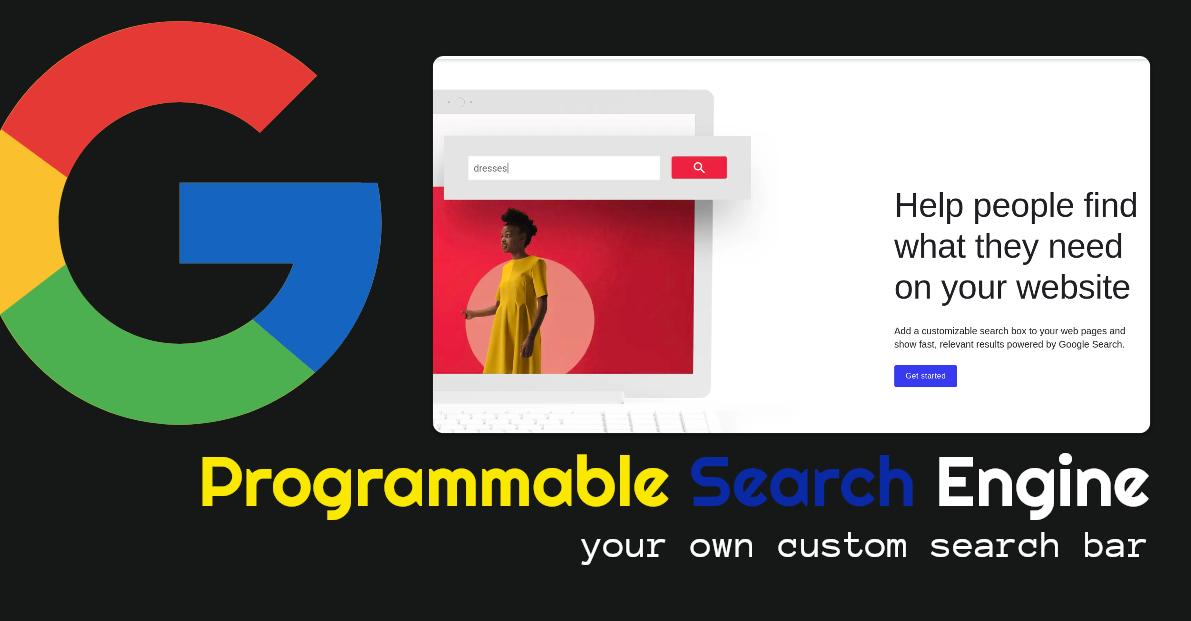 dresses
Help people find
what they need
on your website
Add a customizable search box to your web pages and
show fast, relevant results powered by Google Search.
Get started
Programmable Search Engine
your own custom search bar